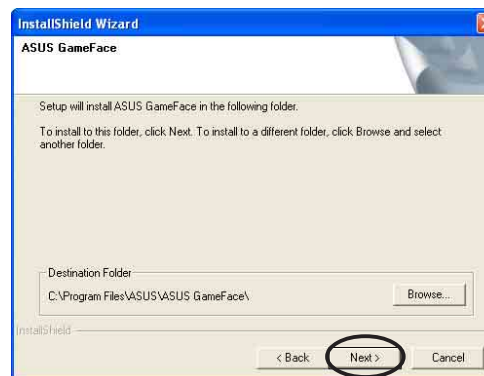 InstallShield Wizard
ASUS GameFace
Setup will install ASUS GameFace in the following folder.
To install to this folder, click Next. To install to a different folder, click Browse and select
another folder.
Destination Folder
C:\Program Files\ASUS\ASUS GameFace\
Browse...
InstallShield
< Back
Next >
Cancel